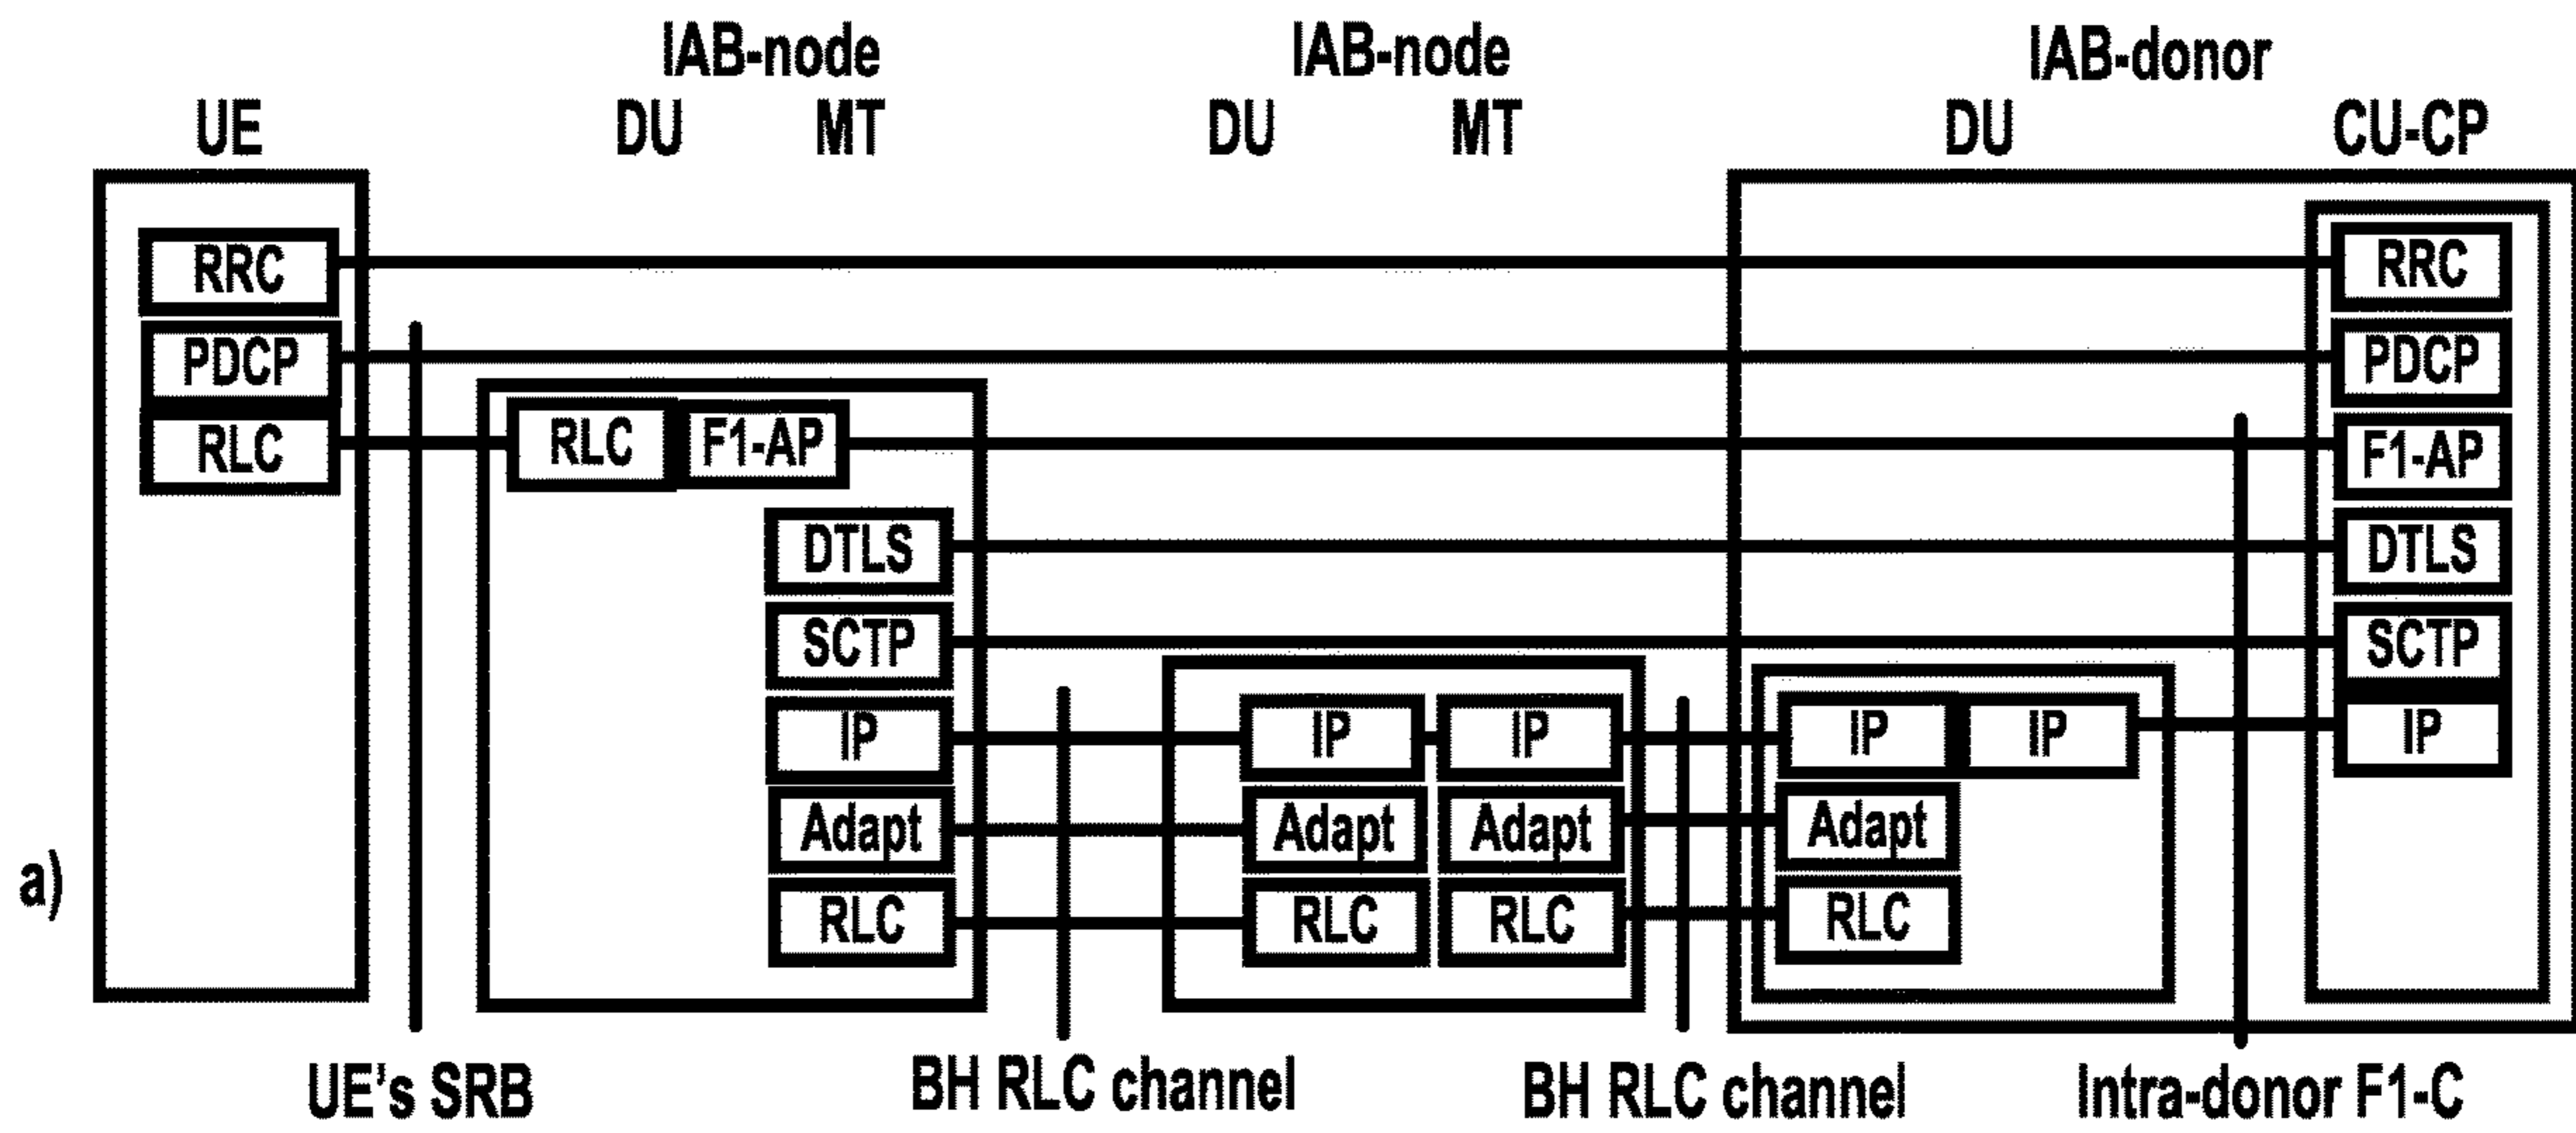 IAB-node IAB-node IAB-donor
UE DU MT DU MT DU CU-CP
RRC RRC
PDCP PDCP
RLC RLC F1-AP F1-AP
DTLS DTLS
SCTP SCTP
IP IP IP IP IP IP
Adapt Adapt Adapt Adapt
a)
RLC RLC RLC RLC
UE's SRB BH RLC channel BH RLC channel Intra-donor F1-C